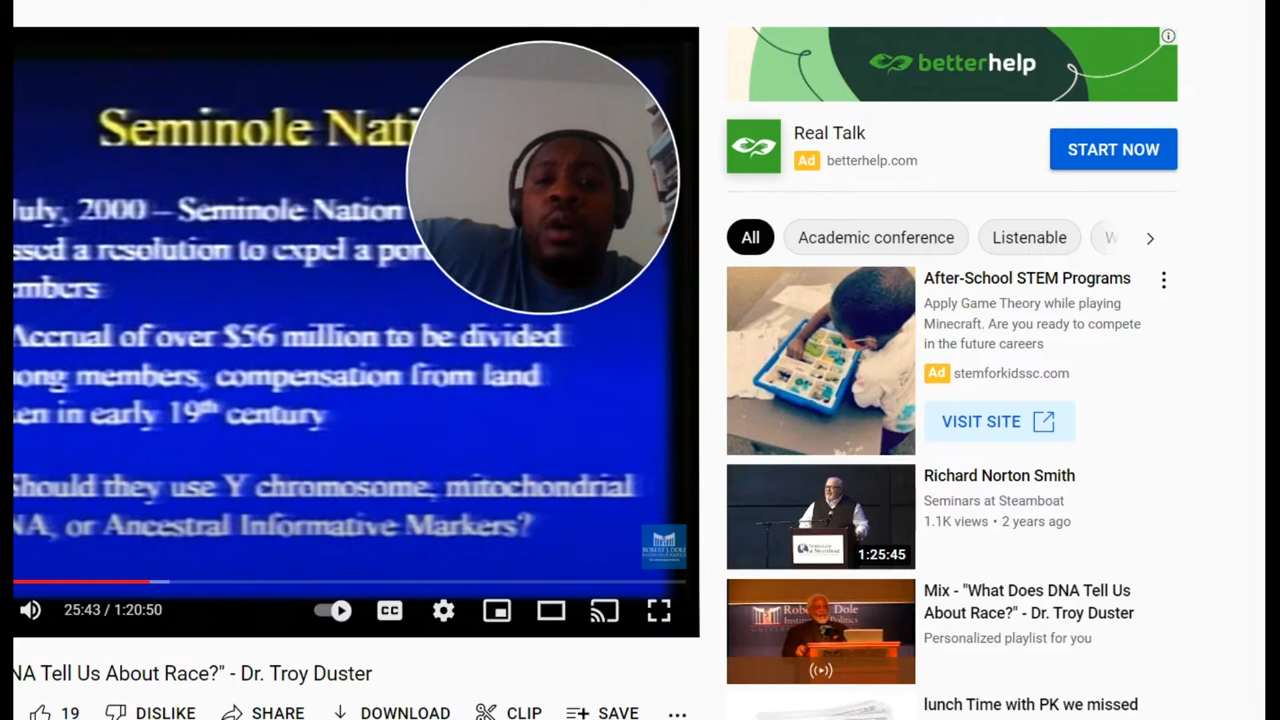 Seminole Nati
July, 2000 – Seminole Nation
ssed a resolution to expel a por
mbers
Accrual of over $56 million to be divided
ong members, compensation from land
en in early 19th century
Should they use Y chromosome, mitochondrial
NA, or Ancestral Informative Markers?
ROBERT J. DOLE
25:43 / 1:20:50
CC
NA Tell Us About Race?" - Dr. Troy Duster
19
DISLIKE
SHARE
DOWNLOAD
CLIP
SAVE
betterhelp
Real Talk
Ad betterhelp.com
START NOW
All
Academic conference
Listenable
W
After-School STEM Programs
Apply Game Theory while playing
Minecraft. Are you ready to compete
in the future careers
Ad stemforkidssc.com
VISIT SITE
Richard Norton Smith
Seminars at Steamboat
1.1K views • 2 years ago
1:25:45
Mix - "What Does DNA Tell Us
About Race?" - Dr. Troy Duster
Personalized playlist for you
lunch Time with PK we missed